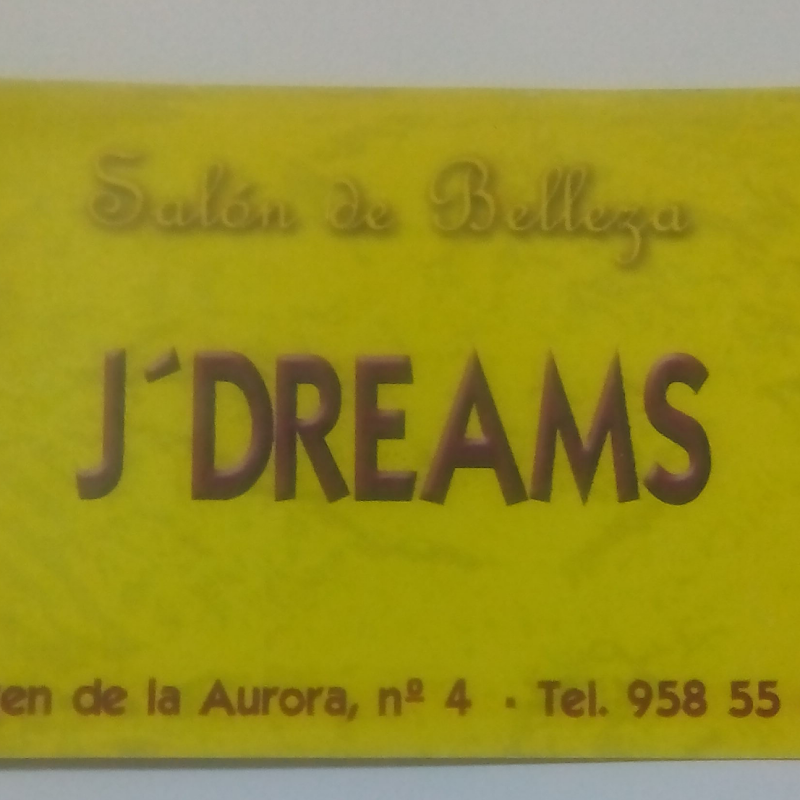 Salón de Belleza
J´DREAMS
en de la Aurora, nº 4 · Tel. 958 55